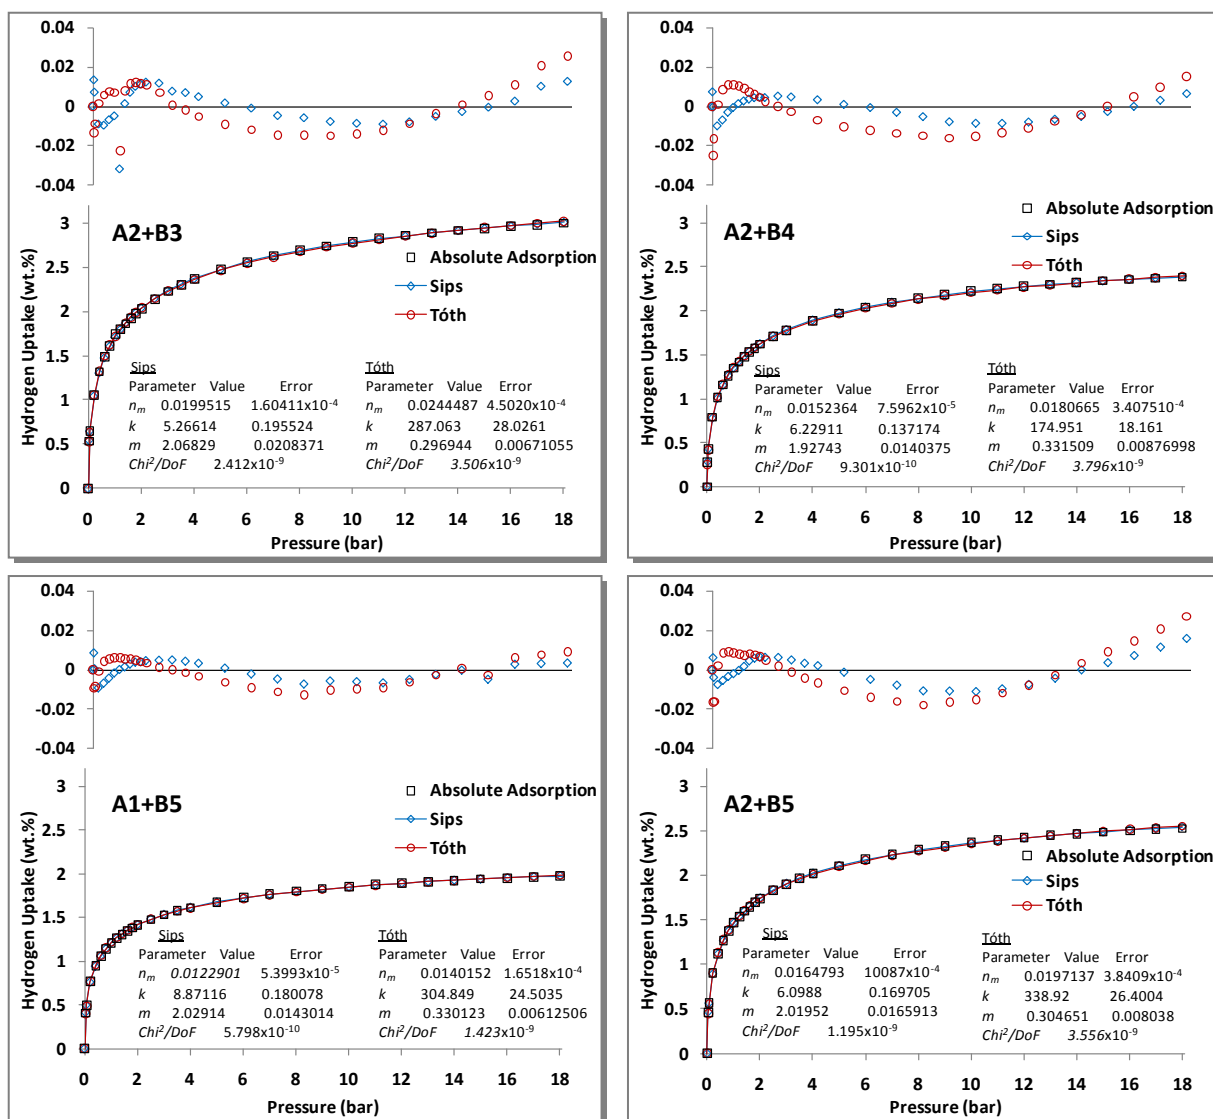 0.04
0.02
0
-0.02
-0.04
3
2.5
2
1.5
1
0.5
0
Hydrogen Uptake (wt.%)
A2+B3
Absolute Adsorption
Sips
Tóth
Sips
Parameter Value Error
nm 0.0199515 1.60411x10-4
k 5.26614 0.195524
m 2.06829 0.0208371
Chi2/DoF 2.412x10-9
Tóth
Parameter Value Error
nm 0.0244487 4.5020x10-4
k 287.063 28.0261
m 0.296944 0.00671055
Chi2/DoF 3.506x10-9
0 2 4 6 8 10 12 14 16 18
Pressure (bar)
0.04
0.02
0
-0.02
-0.04
3
2.5
2
1.5
1
0.5
0
Hydrogen Uptake (wt.%)
A2+B4
Absolute Adsorption
Sips
Tóth
Sips
Parameter Value Error
nm 0.0152364 7.5962x10-5
k 6.22911 0.137174
m 1.92743 0.0140375
Chi2/DoF 9.301x10-10
Tóth
Parameter Value Error
nm 0.0180665 3.407510-4
k 174.951 18.161
m 0.331509 0.00876998
Chi2/DoF 3.796x10-9
0 2 4 6 8 10 12 14 16 18
Pressure (bar)
0.04
0.02
0
-0.02
-0.04
3
2.5
2
1.5
1
0.5
0
Hydrogen Uptake (wt.%)
A1+B5
Absolute Adsorption
Sips
Tóth
Sips
Parameter Value Error
nm 0.0122901 5.3993x10-5
k 8.87116 0.180078
m 2.02914 0.0143014
Chi2/DoF 5.798x10-10
Tóth
Parameter Value Error
nm 0.0140152 1.6518x10-4
k 304.849 24.5035
m 0.330123 0.00612506
Chi2/DoF 1.423x10-9
0 2 4 6 8 10 12 14 16 18
Pressure (bar)
0.04
0.02
0
-0.02
-0.04
3
2.5
2
1.5
1
0.5
0
Hydrogen Uptake (wt.%)
A2+B5
Absolute Adsorption
Sips
Tóth
Sips
Parameter Value Error
nm 0.0164793 10087x10-4
k 6.0988 0.169705
m 2.01952 0.0165913
Chi2/DoF 1.195x10-9
Tóth
Parameter Value Error
nm 0.0197137 3.8409x10-4
k 338.92 26.4004
m 0.304651 0.008038
Chi2/DoF 3.556x10-9
0 2 4 6 8 10 12 14 16 18
Pressure (bar)